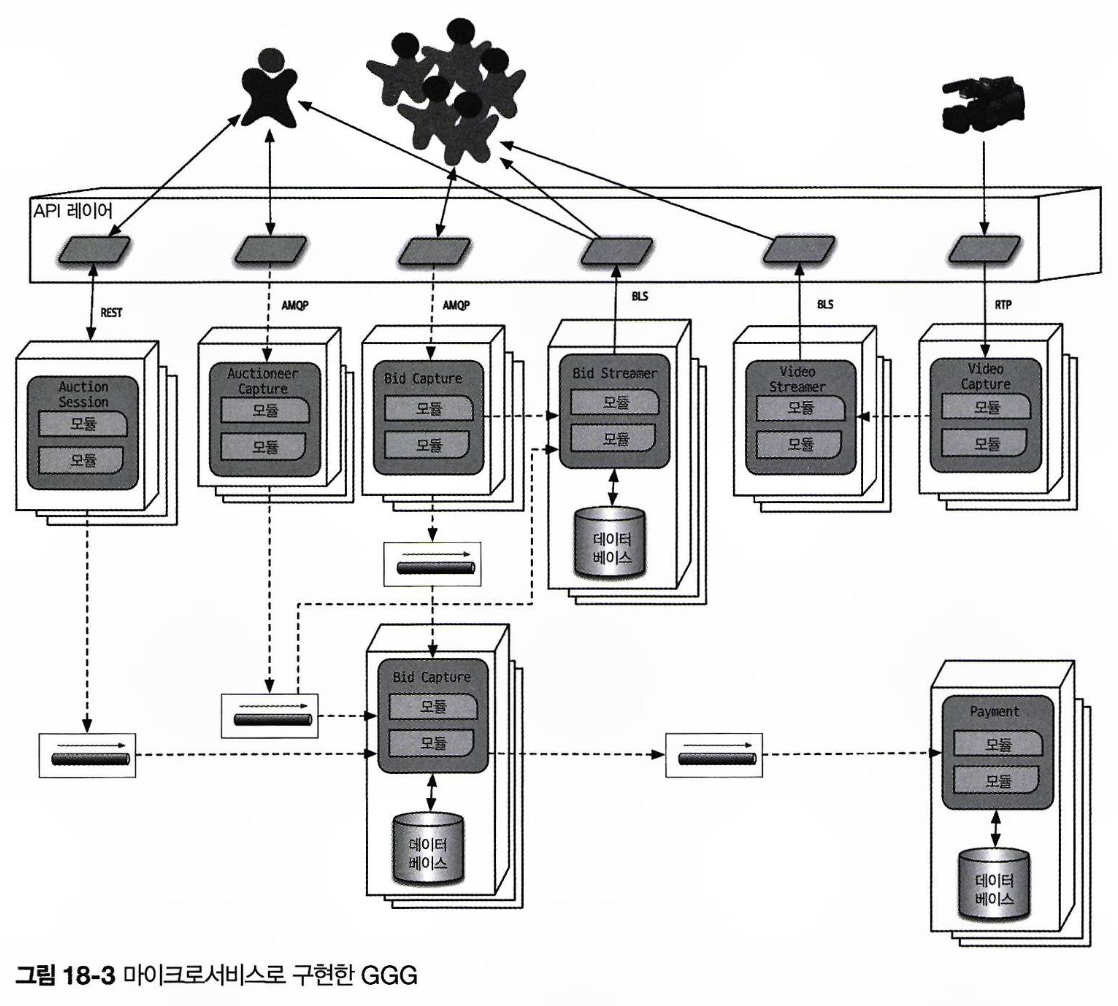 API 레이어
REST
AMQP
AMQP
BLS
BLS
RTP
Auction
Session
모듈
모듈
Auctioneer
Capture
모듈
모듈
Bid Capture
모듈
모듈
Bid Streamer
모듈
모듈
데이터
베이스
Video
Streamer
모듈
모듈
Video
Capture
모듈
모듈
Bid Capture
모듈
모듈
데이터
베이스
Payment
모듈
모듈
데이터
베이스
그림 18-3 마이크로서비스로 구현한 GGG